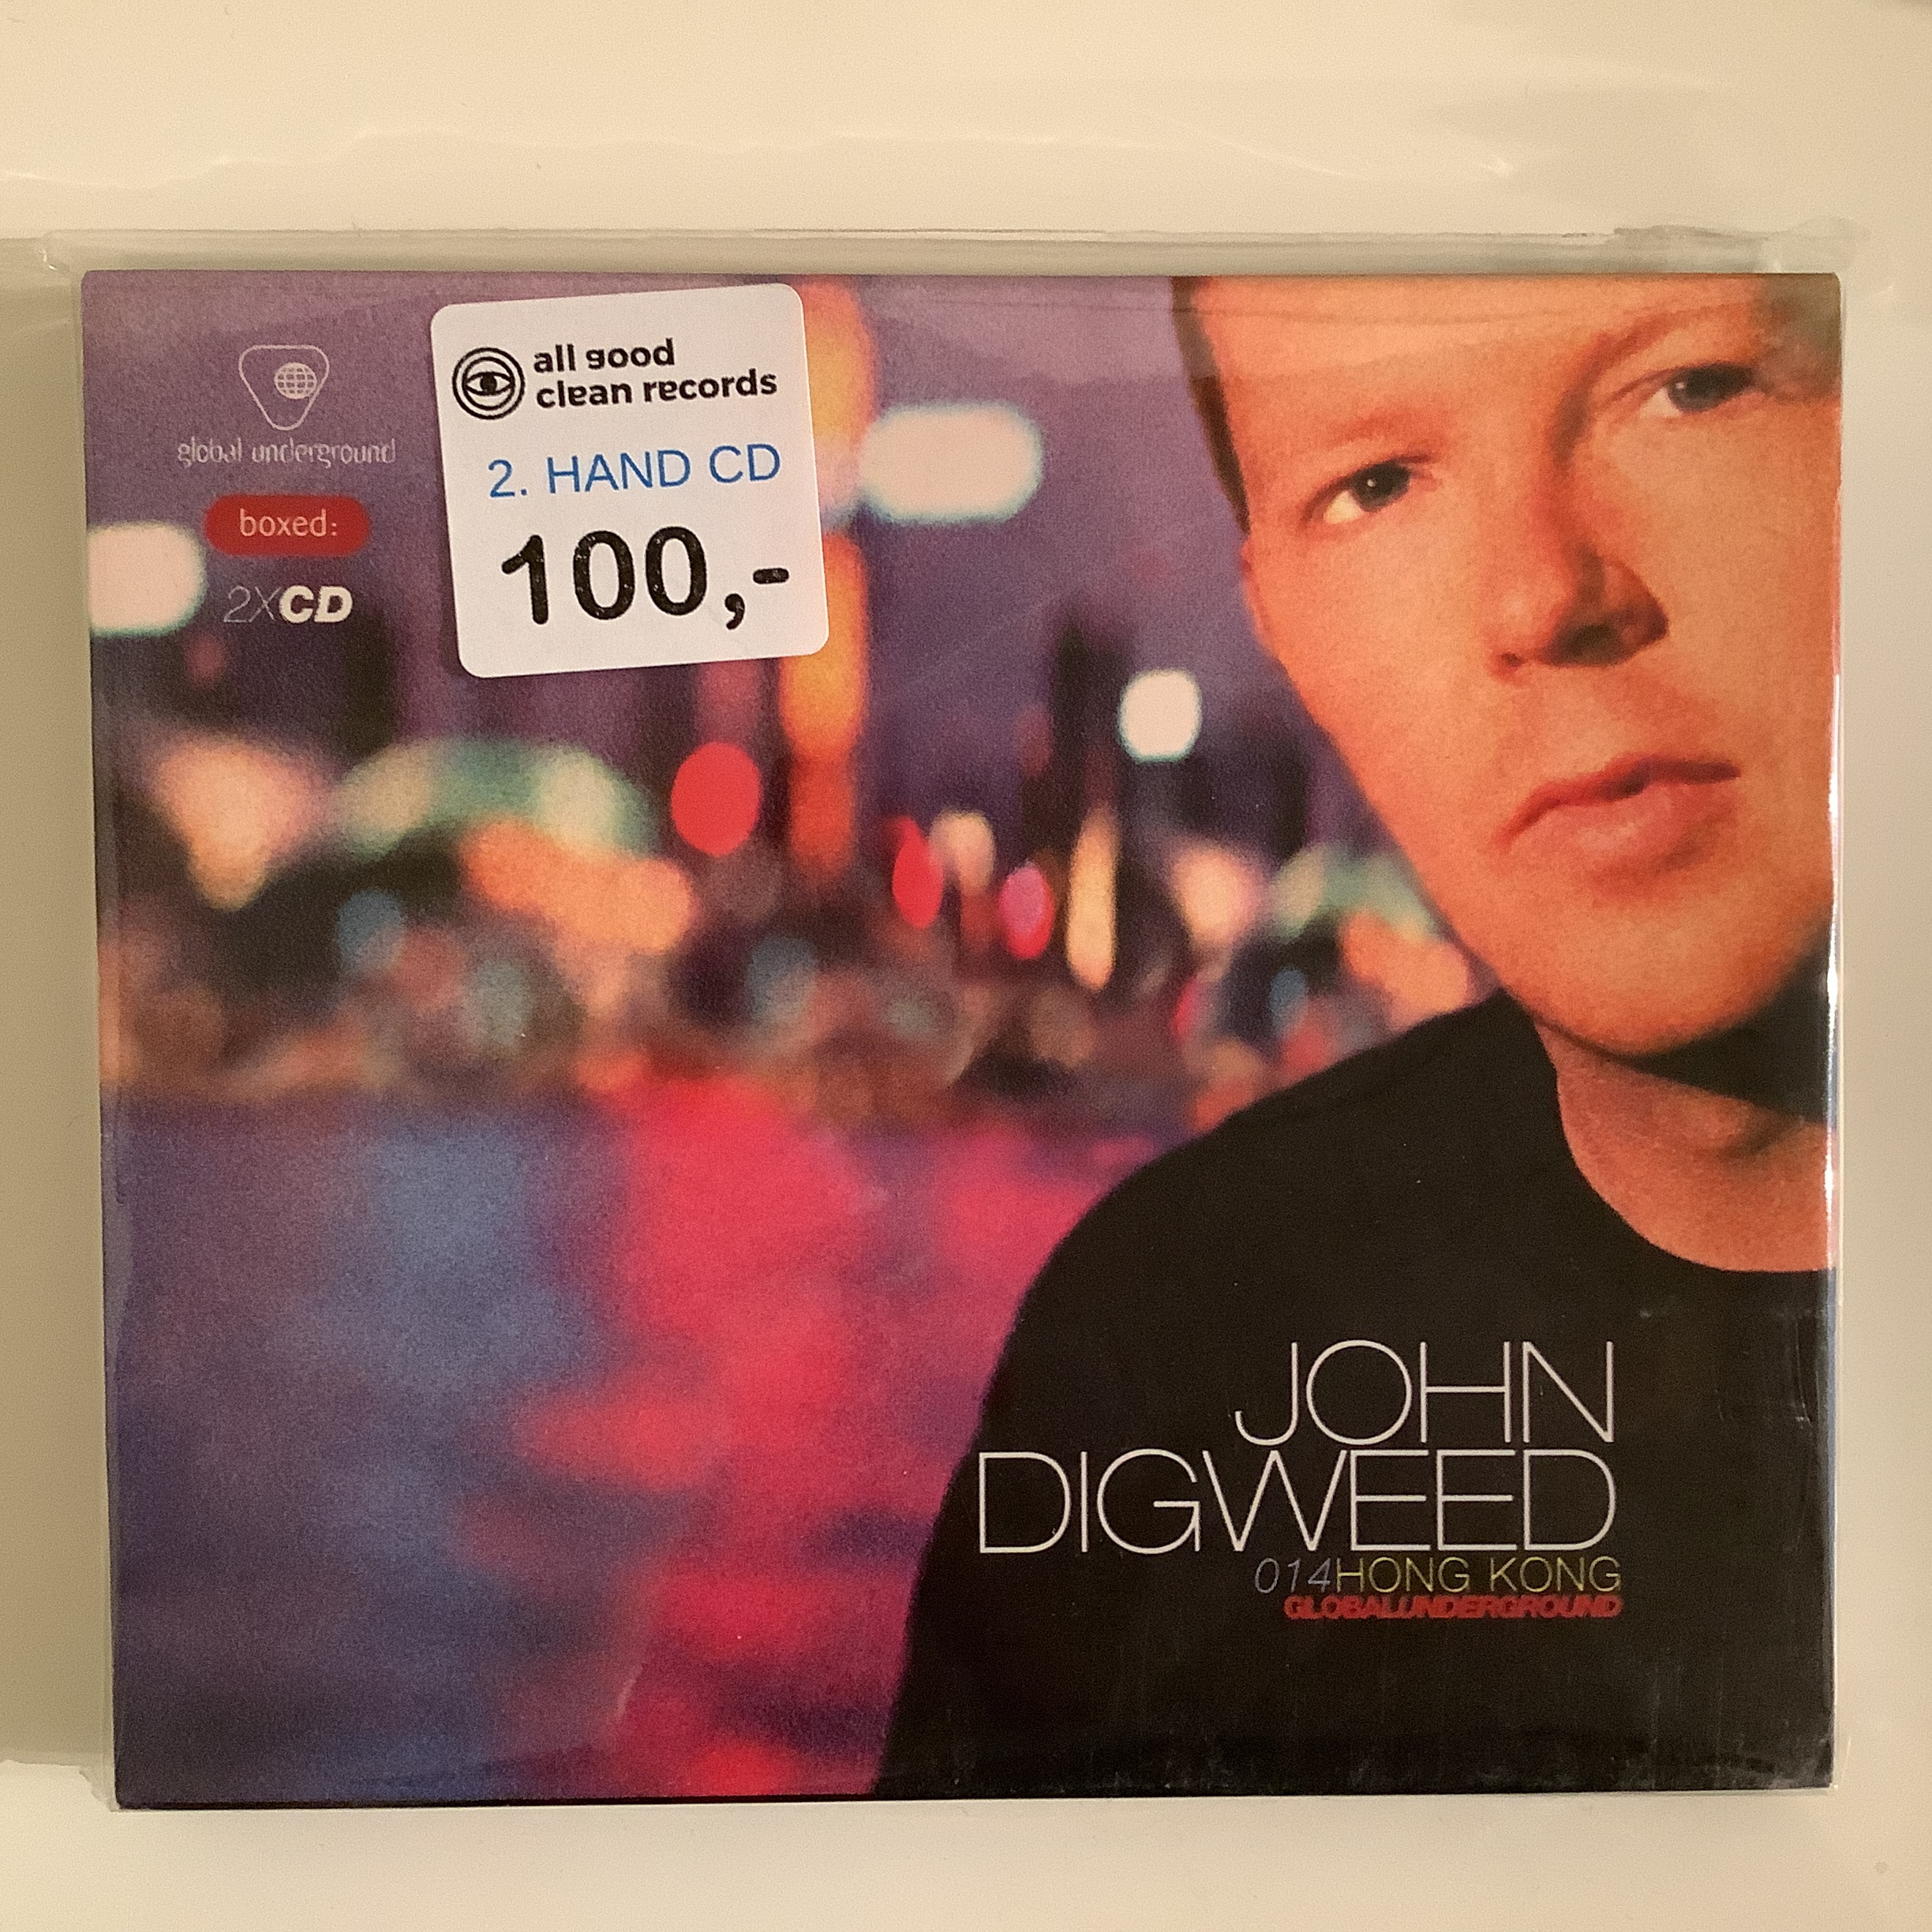 global underground
boxed:
2XCD
all good
clean records
2. HAND CD
100,-
JOHN
DIGWEED
014HONG KONG
GLOBALUNDERGROUND